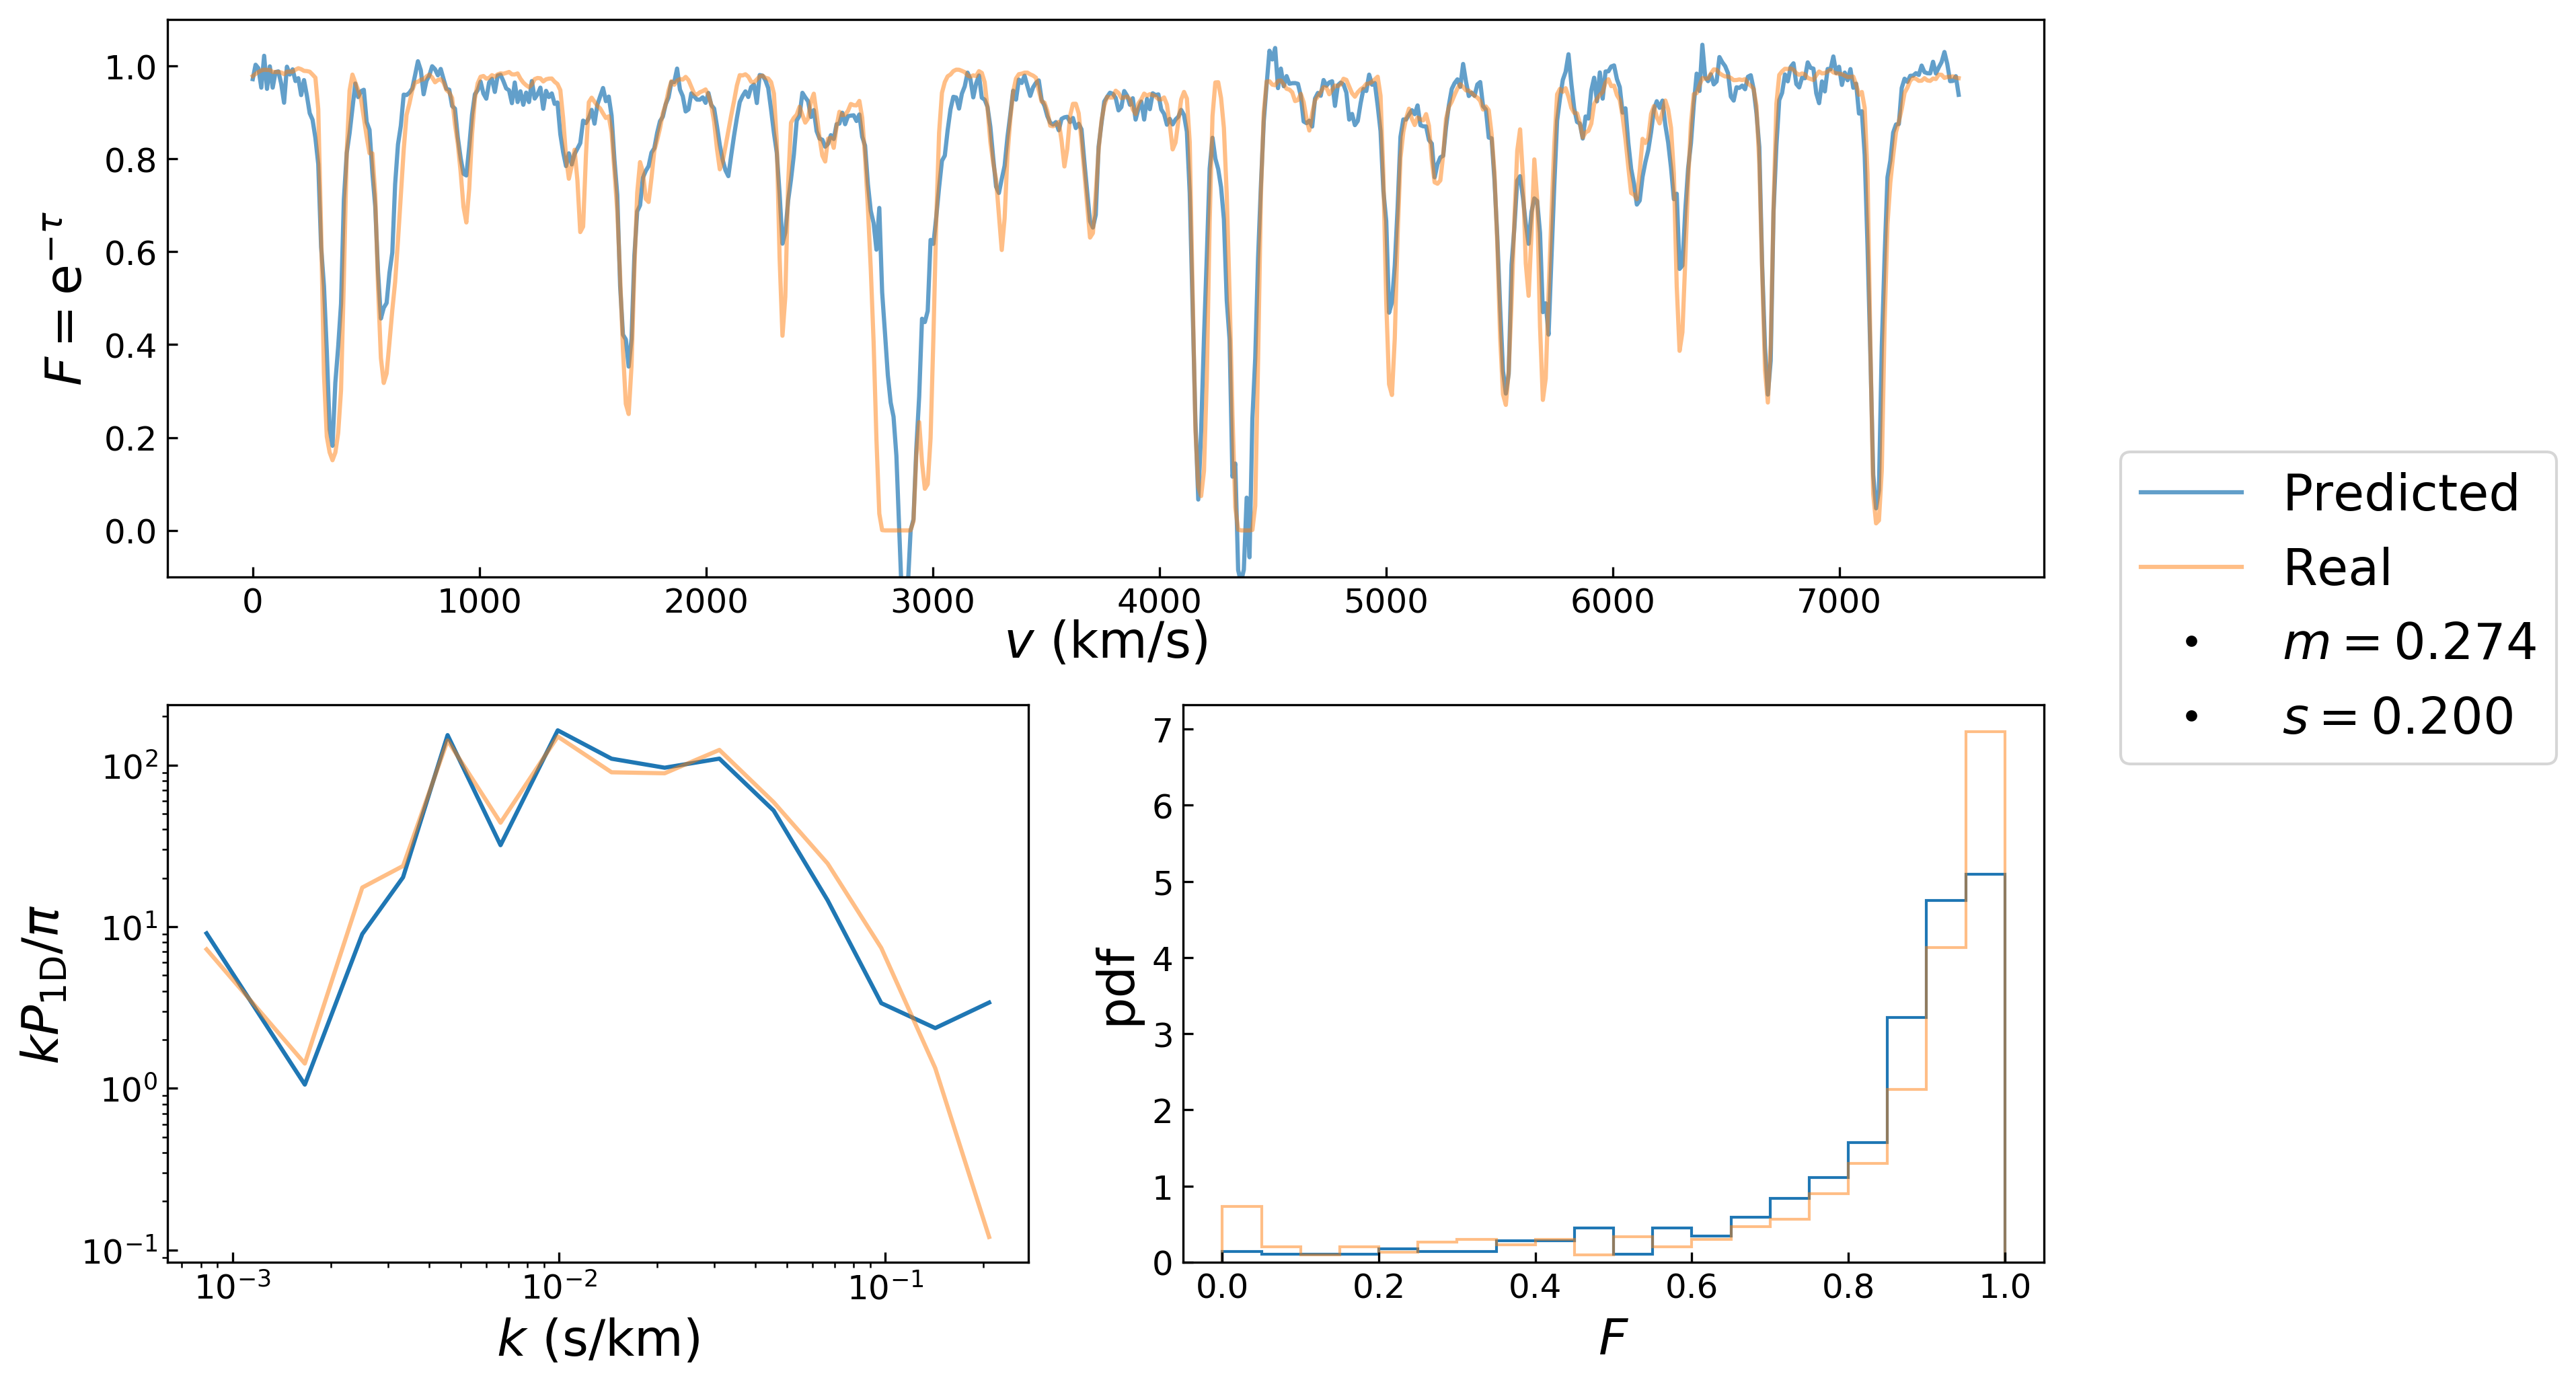 1.0
0.8
0.6
0.4
0.2
0.0
F = e^{-τ}
0 1000 2000 3000 4000 5000 6000 7000
v (km/s)
Predicted
Real
m = 0.274
s = 0.200
10^2
10^1
10^0
10^{-1}
kP_{1D}/π
10^{-3} 10^{-2} 10^{-1}
k (s/km)
7
6
5
4
3
2
1
0
pdf
0.0 0.2 0.4 0.6 0.8 1.0
F